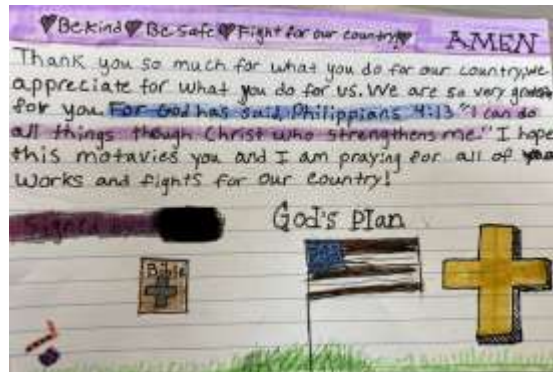 ♥Be kind♥Be Safe♥Fight for our country♥ AMEN
Thank you so much for what you do for our country, we
appreciate for what you do for us. We are so very
for you. For God has said, Philippians 4:13 "I can do
all things though Christ who strengthens me." I hope
this motavies you and I am praying for all of
works and fights for our country!
Signed by:
God's Plan
Bible